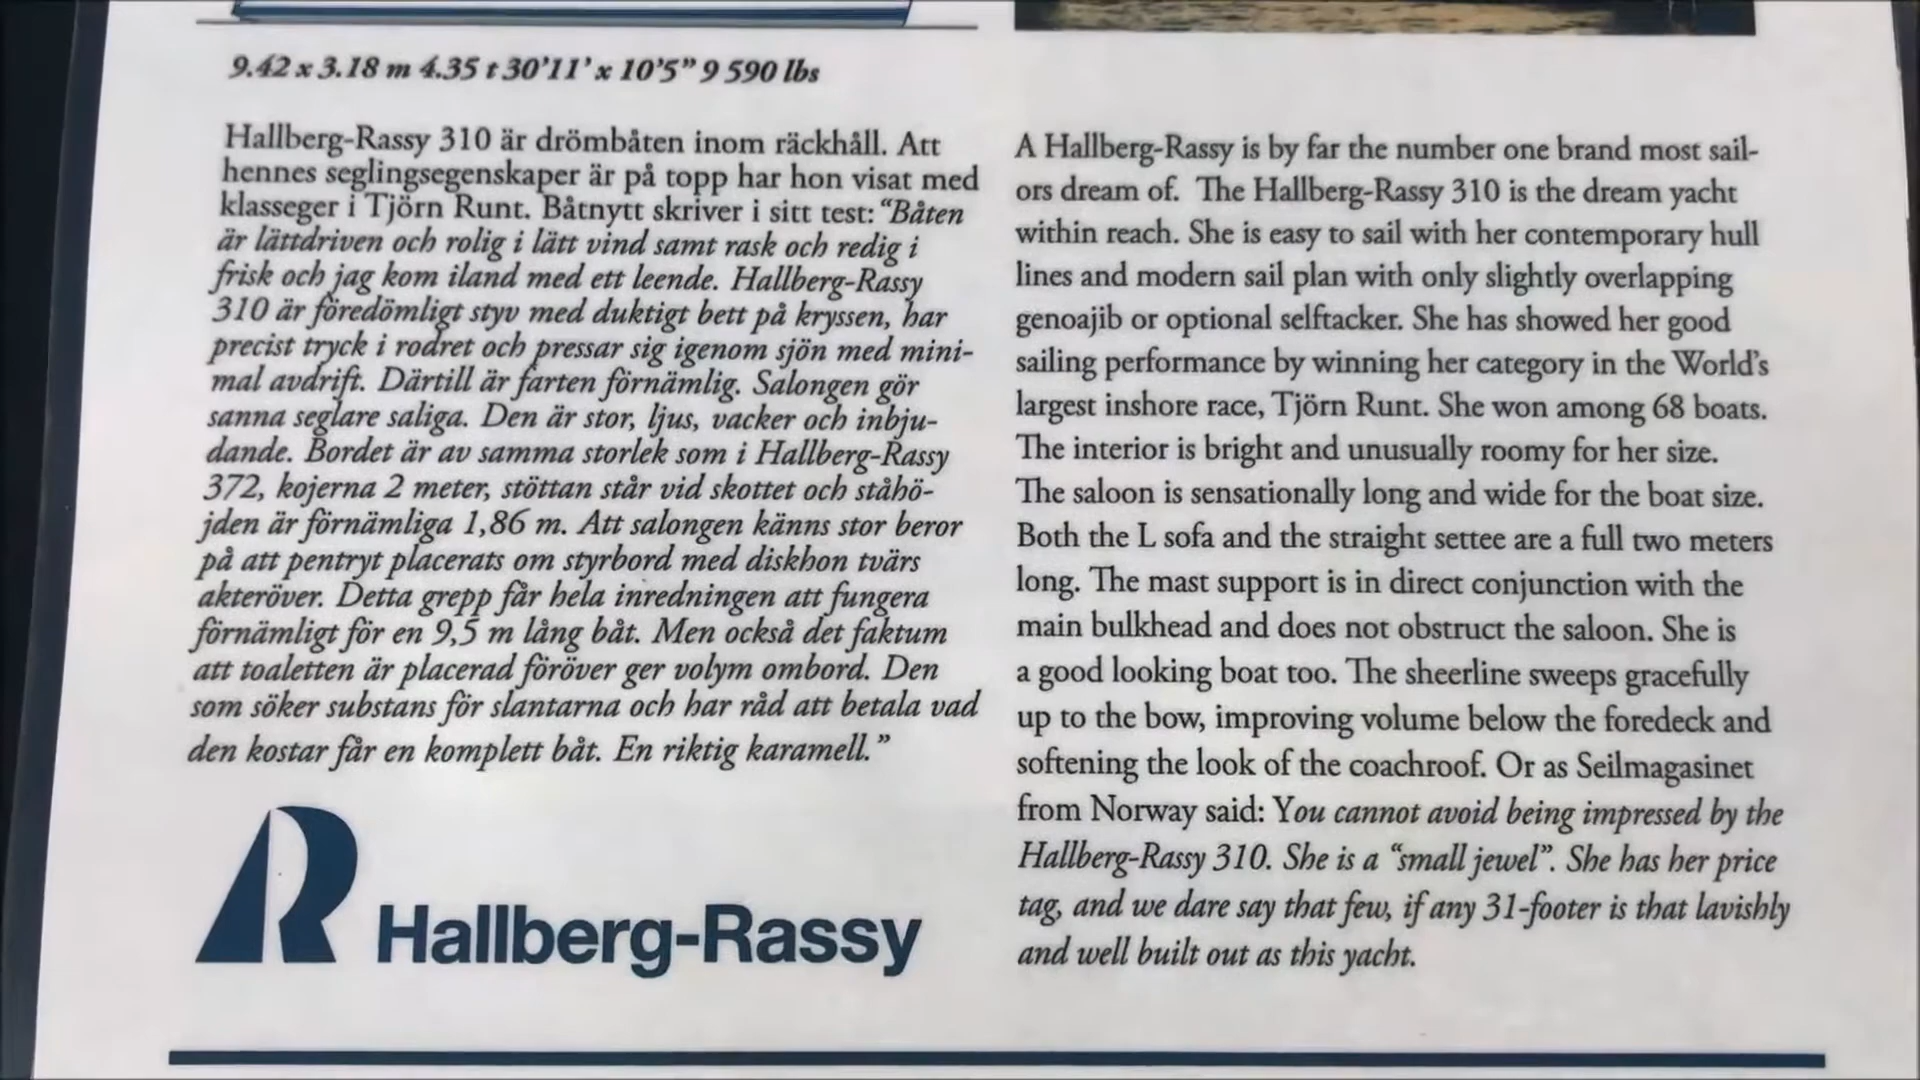 9.42 x 3.18 m 4.35 t 30’11’ x 10’5” 9 590 lbs
Hallberg-Rassy 310 är drömbåten inom räckhåll. Att
hennes seglingsegenskaper är på topp har hon visat med
klasseger i Tjörn Runt. Båtnytt skriver i sitt test: “Båten
är lättdriven och rolig i lätt vind samt rask och redig i
frisk och jag kom iland med ett leende. Hallberg-Rassy
310 är föredömligt styv med duktigt bett på kryssen, har
precist tryck i rodret och pressar sig igenom sjön med mini-
mal avdrift. Därtill är farten förnämlig. Salongen gör
sanna seglare saliga. Den är stor, ljus, vacker och inbju-
dande. Bordet är av samma storlek som i Hallberg-Rassy
372, kojerna 2 meter, stöttan står vid skottet och ståhö-
jden är förnämliga 1,86 m. Att salongen känns stor beror
på att pentryt placerats om styrbord med diskhon tvärs
akteröver. Detta grepp får hela inredningen att fungera
förnämligt för en 9,5 m lång båt. Men också det faktum
att toaletten är placerad föröver ger volym ombord. Den
som söker substans för slantarna och har råd att betala vad
den kostar får en komplett båt. En riktig karamell.”
Hallberg-Rassy
A Hallberg-Rassy is by far the number one brand most sail-
ors dream of. The Hallberg-Rassy 310 is the dream yacht
within reach. She is easy to sail with her contemporary hull
lines and modern sail plan with only slightly overlapping
genoajib or optional selftacker. She has showed her good
sailing performance by winning her category in the World’s
largest inshore race, Tjörn Runt. She won among 68 boats.
The interior is bright and unusually roomy for her size.
The saloon is sensationally long and wide for the boat size.
Both the L sofa and the straight settee are a full two meters
long. The mast support is in direct conjunction with the
main bulkhead and does not obstruct the saloon. She is
a good looking boat too. The sheerline sweeps gracefully
up to the bow, improving volume below the foredeck and
softening the look of the coachroof. Or as Seilmagasinet
from Norway said: You cannot avoid being impressed by the
Hallberg-Rassy 310. She is a “small jewel”. She has her price
tag, and we dare say that few, if any 31-footer is that lavishly
and well built out as this yacht.